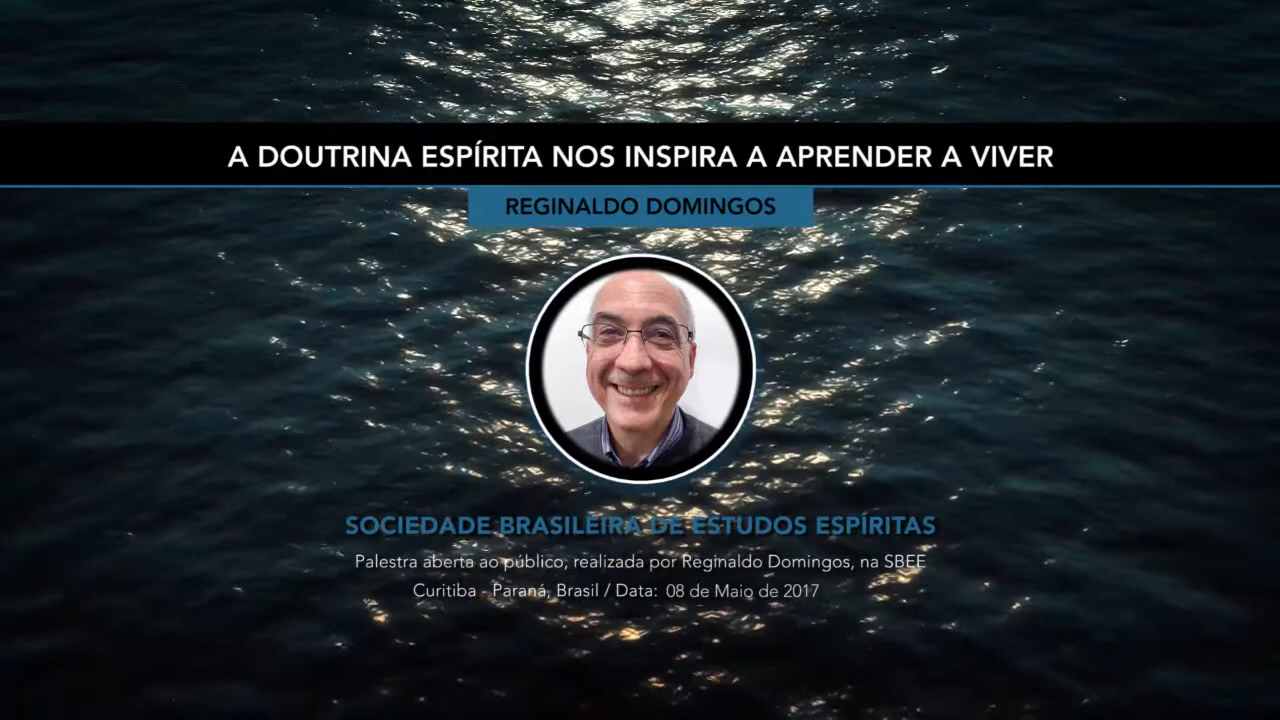 A DOUTRINA ESPÍRITA NOS INSPIRA A APRENDER A VIVER
REGINALDO DOMINGOS
SOCIEDADE BRASILEIRA DE ESTUDOS ESPÍRITAS
Palestra aberta ao público, realizada por Reginaldo Domingos, na SBEE
Curitiba - Paraná, Brasil / Data: 08 de Maio de 2017